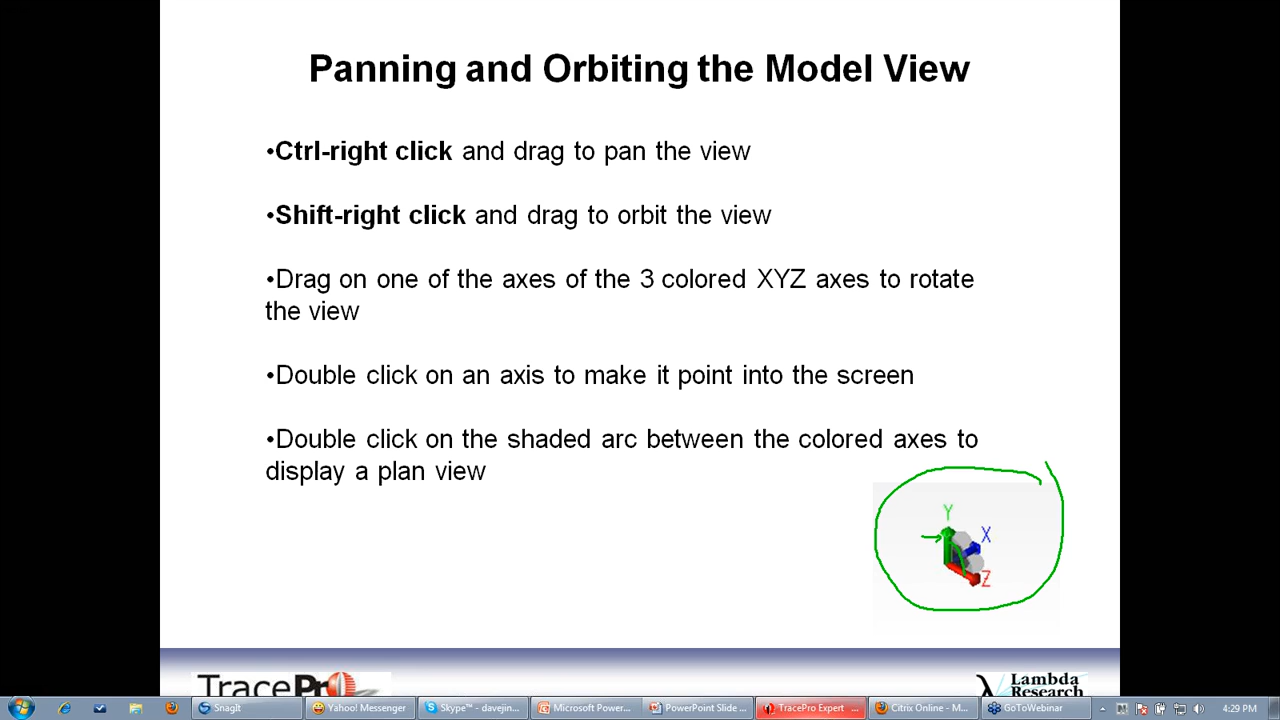 Panning and Orbiting the Model View
•Ctrl-right click and drag to pan the view
•Shift-right click and drag to orbit the view
•Drag on one of the axes of the 3 colored XYZ axes to rotate
the view
•Double click on an axis to make it point into the screen
•Double click on the shaded arc between the colored axes to
display a plan view
Y
X
Z
TracePro
Lambda
Research
SnagIt
Yahoo! Messenger
Skype™ - davejin...
Microsoft Power...
PowerPoint Slide ...
TracePro Expert ...
Citrix Online - M...
GoToWebinar
4:29 PM